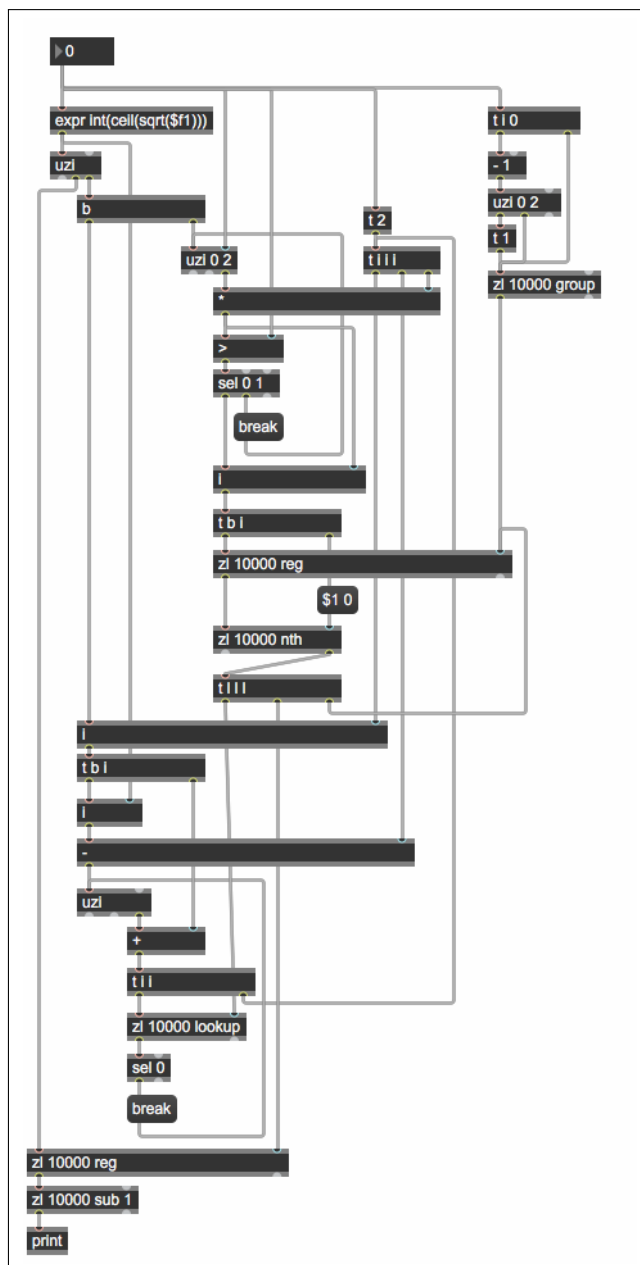 0
expr int(ceil(sqrt($f1)))
t i 0
uzi
- 1
b
uzi 0 2
t 2
t 1
uzi 0 2
t i i i
zl 10000 group
*
>
sel 0 1
break
i
t b i
zl 10000 reg
$1 0
zl 10000 nth
t l l l
i
t b i
i
-
uzi
+
t i i
zl 10000 lookup
sel 0
break
zl 10000 reg
zl 10000 sub 1
print